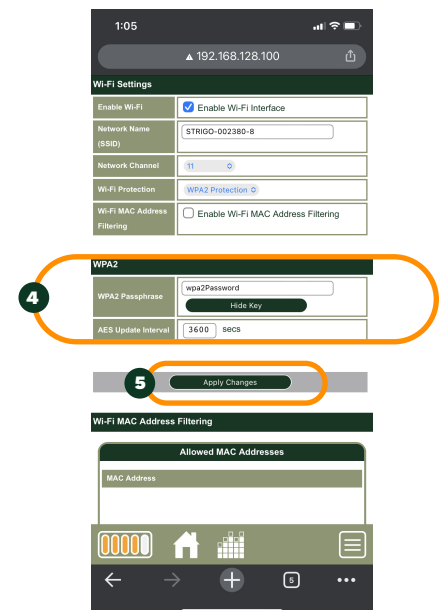 1:05
192.168.128.100
Wi-Fi Settings
Enable Wi-Fi
Enable Wi-Fi Interface
Network Name
(SSID)
STRIGO-002380-8
Network Channel
11
Wi-Fi Protection
WPA2 Protection
Wi-Fi MAC Address
Filtering
Enable Wi-Fi MAC Address Filtering
4
WPA2
WPA2 Passphrase
wpa2Password
Hide Key
AES Update Interval
3600 secs
5
Apply Changes
Wi-Fi MAC Address Filtering
Allowed MAC Addresses
MAC Address
5